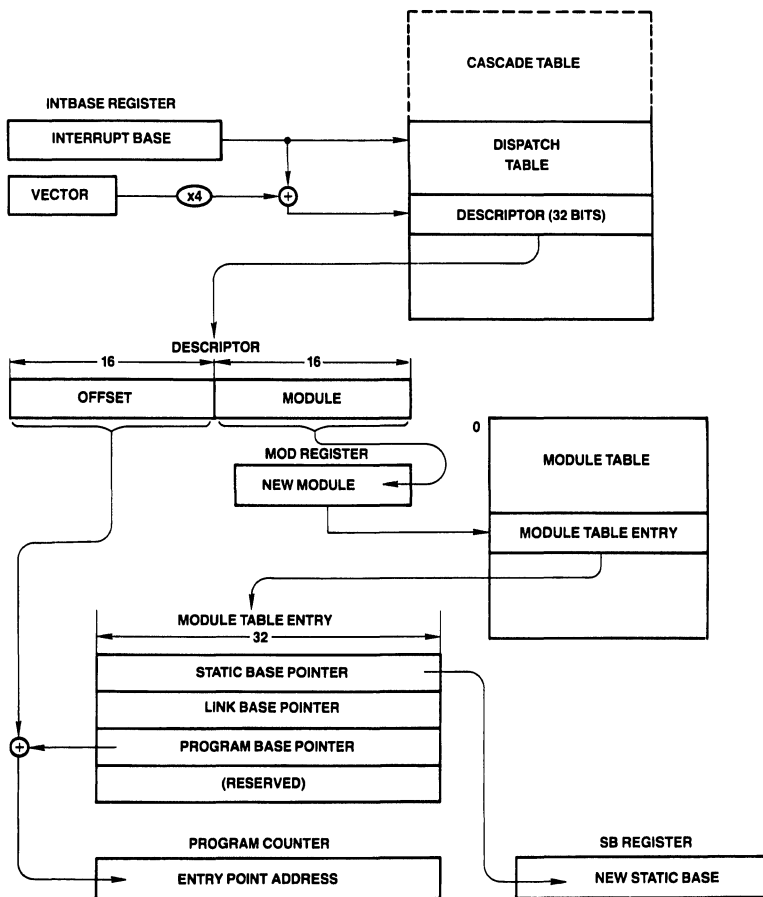 CASCADE TABLE
INTBASE REGISTER
INTERRUPT BASE
DISPATCH
TABLE
VECTOR
x4
+
DESCRIPTOR (32 BITS)
DESCRIPTOR
16
16
OFFSET
MODULE
0
MOD REGISTER
NEW MODULE
MODULE TABLE
MODULE TABLE ENTRY
MODULE TABLE ENTRY
32
STATIC BASE POINTER
LINK BASE POINTER
+
PROGRAM BASE POINTER
(RESERVED)
PROGRAM COUNTER
ENTRY POINT ADDRESS
SB REGISTER
NEW STATIC BASE